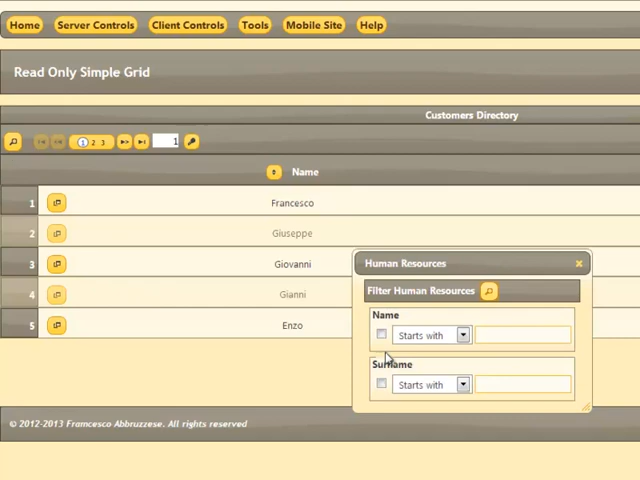 Home Server Controls Client Controls Tools Mobile Site Help
Read Only Simple Grid
Customers Directory
1 2 3 1
Name
1 Francesco
2 Giuseppe
3 Giovanni
4 Gianni
5 Enzo
Human Resources
Filter Human Resources
Name
Starts with
Surname
Starts with
© 2012-2013 Framcesco Abbruzzese. All rights reserved